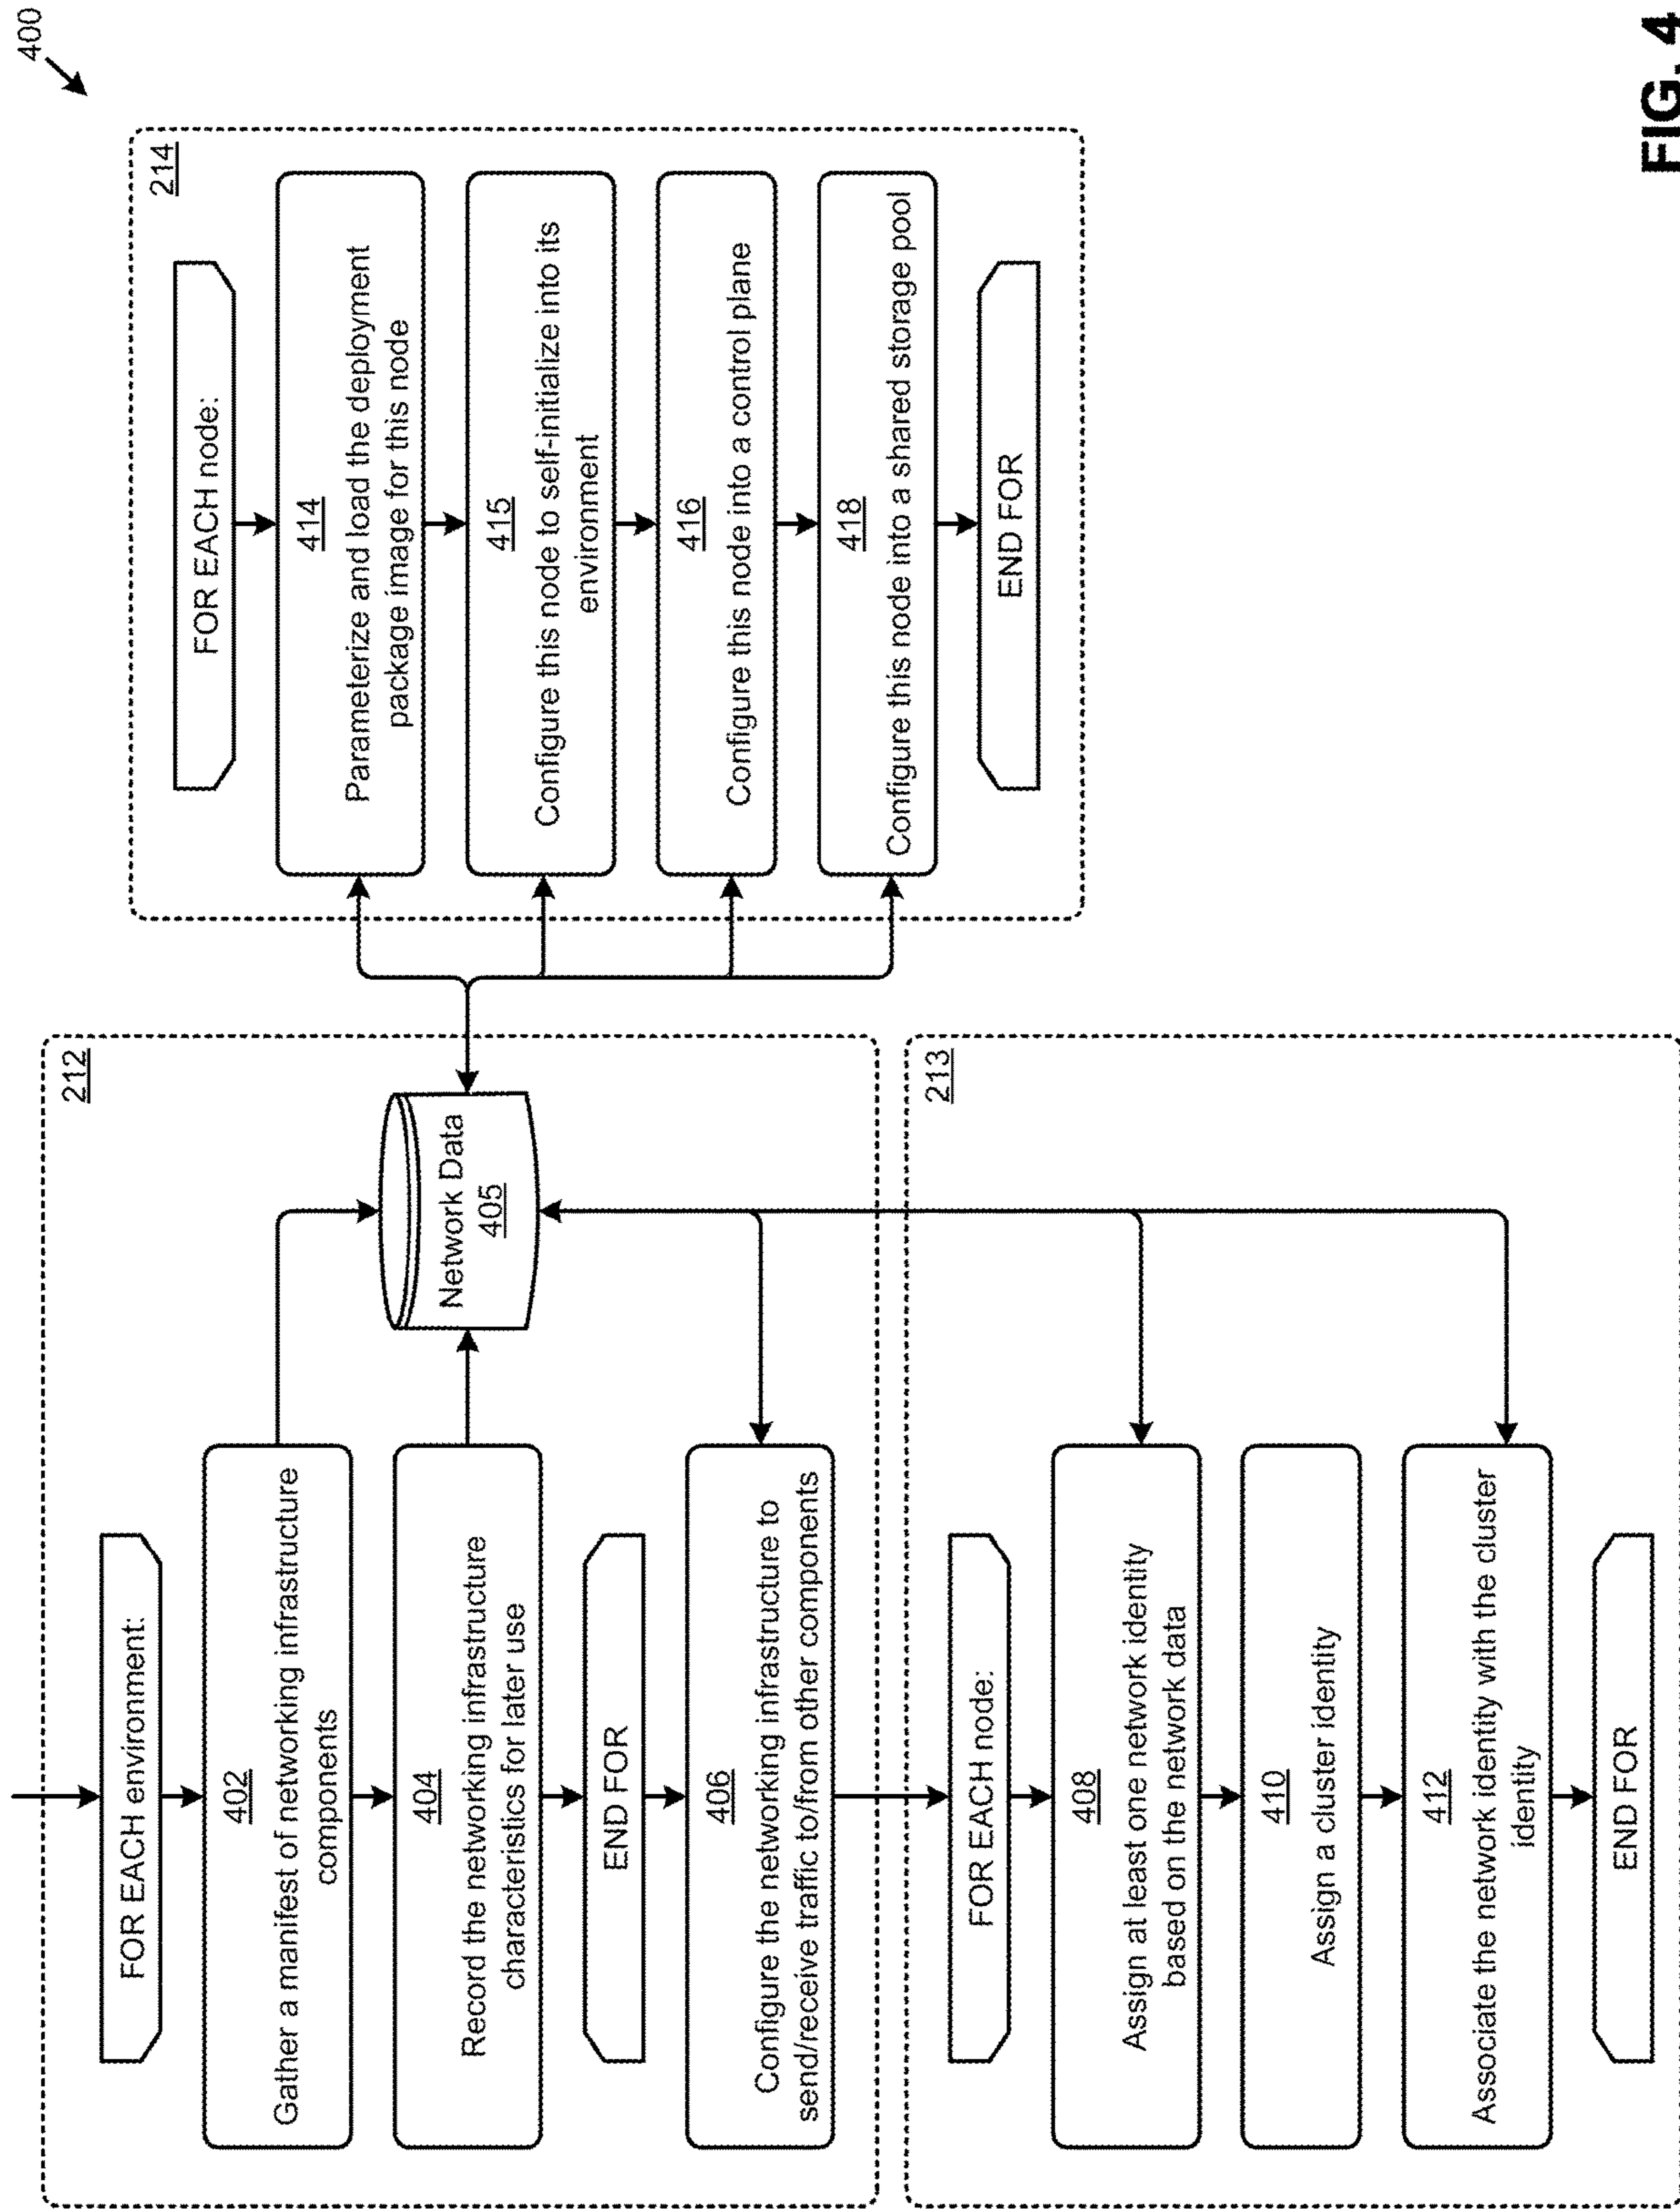 400
212
FOR EACH environment:
402
Gather a manifest of networking infrastructure
components
404
Record the networking infrastructure
characteristics for later use
END FOR
406
Configure the networking infrastructure to
send/receive traffic to/from other components
Network Data
405
213
FOR EACH node:
408
Assign at least one network identity
based on the network data
410
Assign a cluster identity
412
Associate the network identity with the cluster
identity
END FOR
214
FOR EACH node:
414
Parameterize and load the deployment
package image for this node
415
Configure this node to self-initialize into its
environment
416
Configure this node into a control plane
418
Configure this node into a shared storage pool
END FOR
FIG. 4